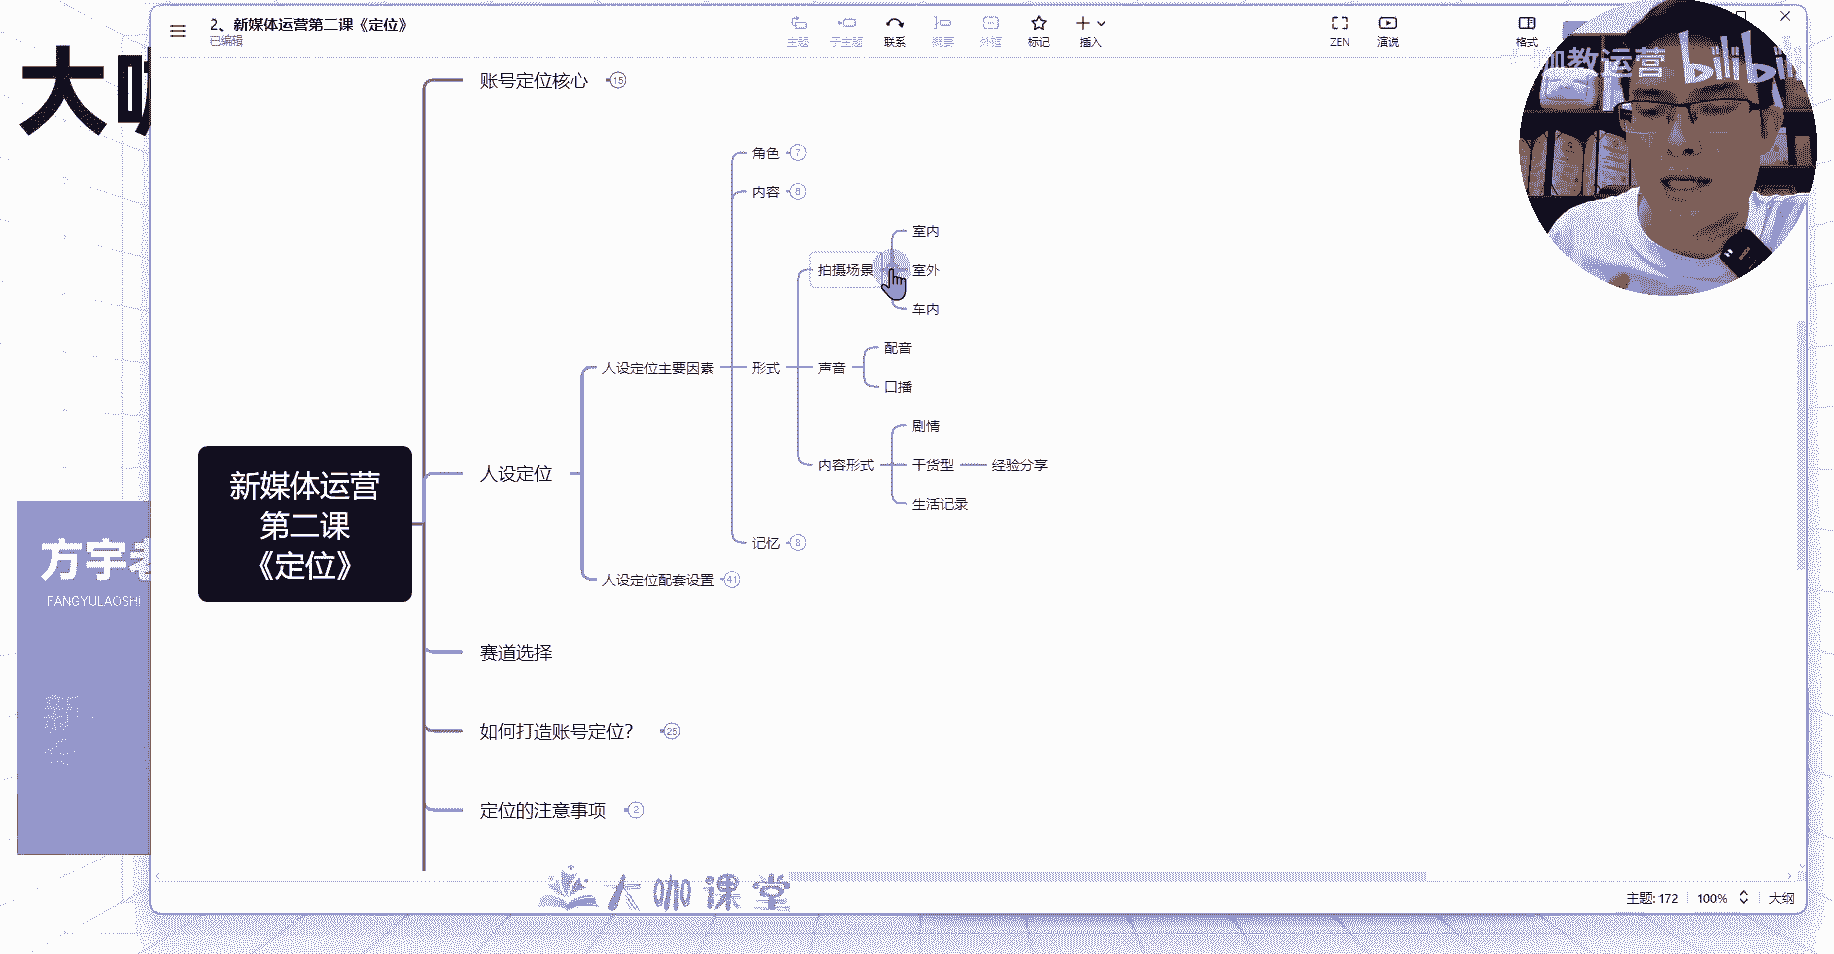 2、新媒体运营第二课《定位》
已编辑
主题
子主题
联系
概要
外框
标记
插入
ZEN
演说
格式
咖教运营 bilibili
大咖
账号定位核心 15
角色 7
内容 6
室内
拍摄场景
室外
车内
配音
人设定位主要因素
形式
声音
口播
剧情
人设定位
内容形式
干货型
经验分享
新媒体运营
第二课
《定位》
生活记录
记忆 8
方宇老
人设定位配套设置 41
FANGYULAOSHI
赛道选择
如何打造账号定位? 25
定位的注意事项 2
大咖课堂
主题: 172
100%
大纲